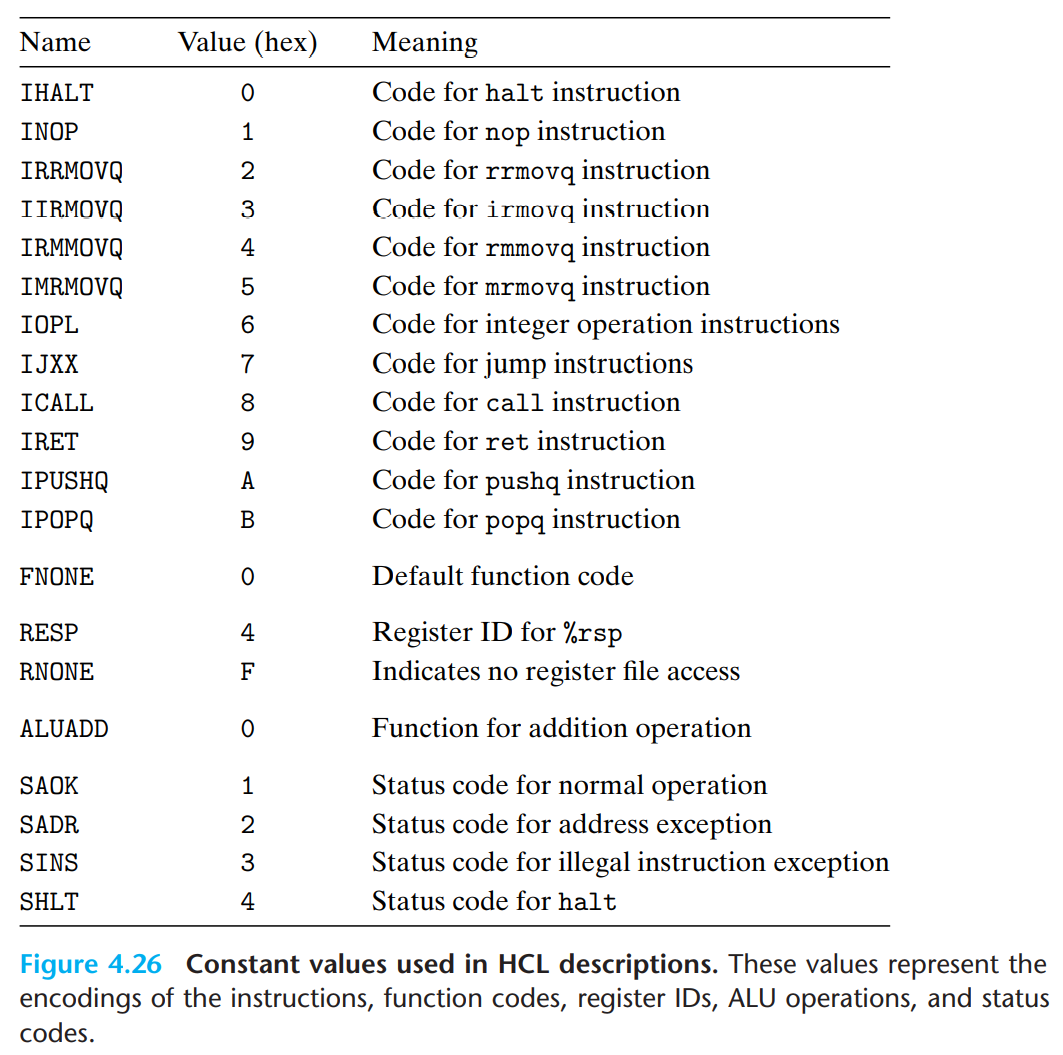 Name Value (hex) Meaning
IHALT 0 Code for halt instruction
INOP 1 Code for nop instruction
IRRMOVQ 2 Code for rrmovq instruction
IIRMOVQ 3 Code for irmovq instruction
IRMMOVQ 4 Code for rmmovq instruction
IMRMOVQ 5 Code for mrmovq instruction
IOPL 6 Code for integer operation instructions
IJXX 7 Code for jump instructions
ICALL 8 Code for call instruction
IRET 9 Code for ret instruction
IPUSHQ A Code for pushq instruction
IPOPQ B Code for popq instruction
FNONE 0 Default function code
RESP 4 Register ID for %rsp
RNONE F Indicates no register file access
ALUADD 0 Function for addition operation
SAOK 1 Status code for normal operation
SADR 2 Status code for address exception
SINS 3 Status code for illegal instruction exception
SHLT 4 Status code for halt
Figure 4.26 Constant values used in HCL descriptions. These values represent the
encodings of the instructions, function codes, register IDs, ALU operations, and status
codes.